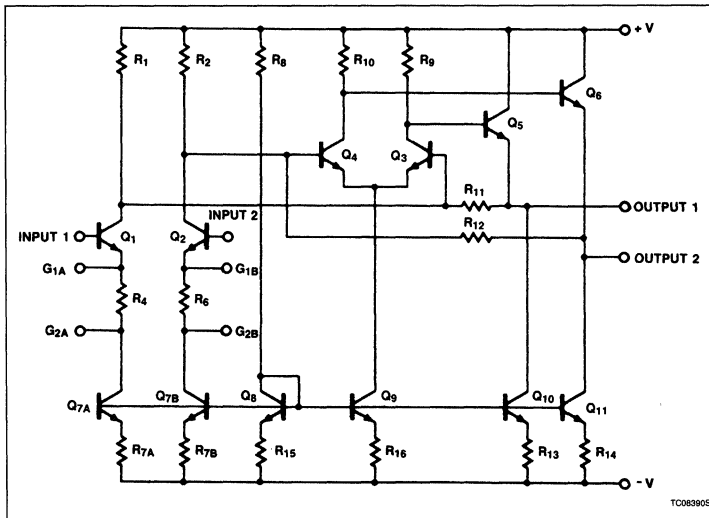 R1 R2 R8 R10 R9 +V
Q6
Q5
Q4 Q3
R11
INPUT 2 OUTPUT 1
R12
INPUT 1 Q1 Q2
OUTPUT 2
G1A G1B
R4 R6
G2A G2B
Q7A Q7B Q8 Q9 Q10 Q11
R7A R7B R15 R16 R13 R14
-V
TC08390S